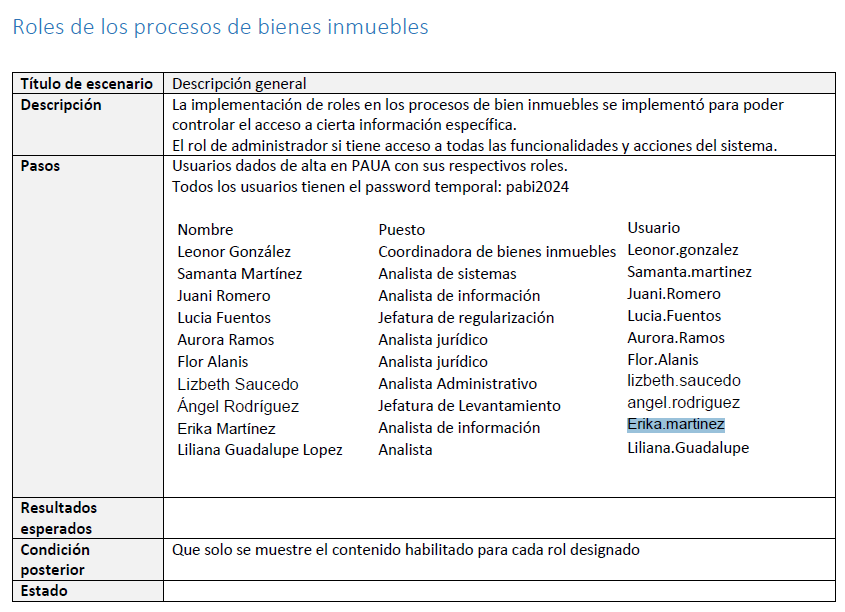 Roles de los procesos de bienes inmuebles
Título de escenario Descripción general
Descripción La implementación de roles en los procesos de bien inmuebles se implementó para poder
controlar el acceso a cierta información específica.
El rol de administrador si tiene acceso a todas las funcionalidades y acciones del sistema.
Pasos Usuarios dados de alta en PAUA con sus respectivos roles.
Todos los usuarios tienen el password temporal: pabi2024
Nombre Puesto Usuario
Leonor González Coordinadora de bienes inmuebles Leonor.gonzalez
Samanta Martínez Analista de sistemas Samanta.martinez
Juani Romero Analista de información Juani.Romero
Lucia Fuentos Jefatura de regularización Lucia.Fuentos
Aurora Ramos Analista jurídico Aurora.Ramos
Flor Alanis Analista jurídico Flor.Alanis
Lizbeth Saucedo Analista Administrativo lizbeth.saucedo
Ángel Rodríguez Jefatura de Levantamiento angel.rodriguez
Erika Martínez Analista de información Erika.martinez
Liliana Guadalupe Lopez Analista Liliana.Guadalupe
Resultados
esperados
Condición Que solo se muestre el contenido habilitado para cada rol designado
posterior
Estado